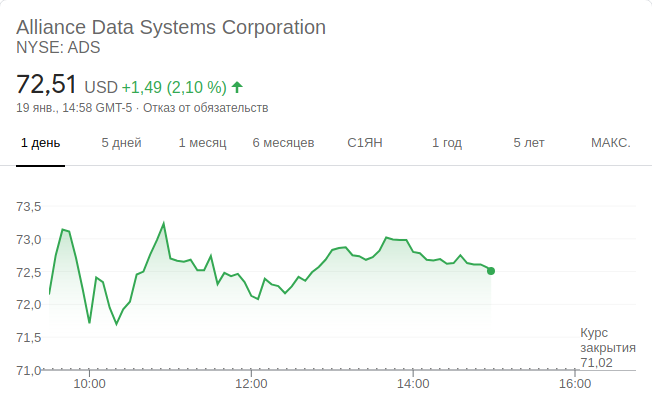 Alliance Data Systems Corporation
NYSE: ADS
72,51 USD +1,49 (2,10 %)
19 янв., 14:58 GMT-5 · Отказ от обязательств
1 день 5 дней 1 месяц 6 месяцев С1ЯН 1 год 5 лет МАКС.
73,5
73,0
72,5
72,0
71,5
71,0
Курс
закрытия
71,02
10:00 12:00 14:00 16:00